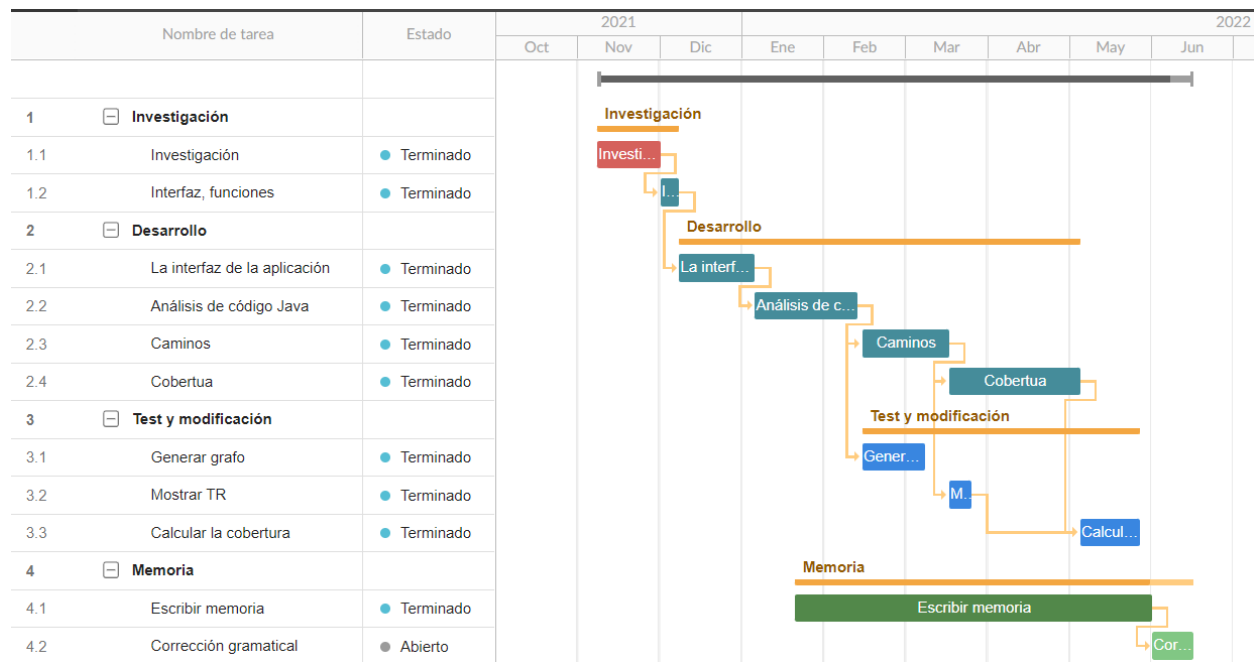 2021 2022
Nombre de tarea Estado
Oct Nov Dic Ene Feb Mar Abr May Jun
1 Investigación Investigación
1.1 Investigación Terminado Investi...
1.2 Interfaz, funciones Terminado I...
2 Desarrollo Desarrollo
2.1 La interfaz de la aplicación Terminado La interf...
2.2 Análisis de código Java Terminado Análisis de c...
2.3 Caminos Terminado Caminos
2.4 Cobertua Terminado Cobertua
3 Test y modificación Test y modificación
3.1 Generar grafo Terminado Gener...
3.2 Mostrar TR Terminado M...
3.3 Calcular la cobertura Terminado Calcul...
4 Memoria Memoria
4.1 Escribir memoria Terminado Escribir memoria
4.2 Corrección gramatical Abierto Cor...